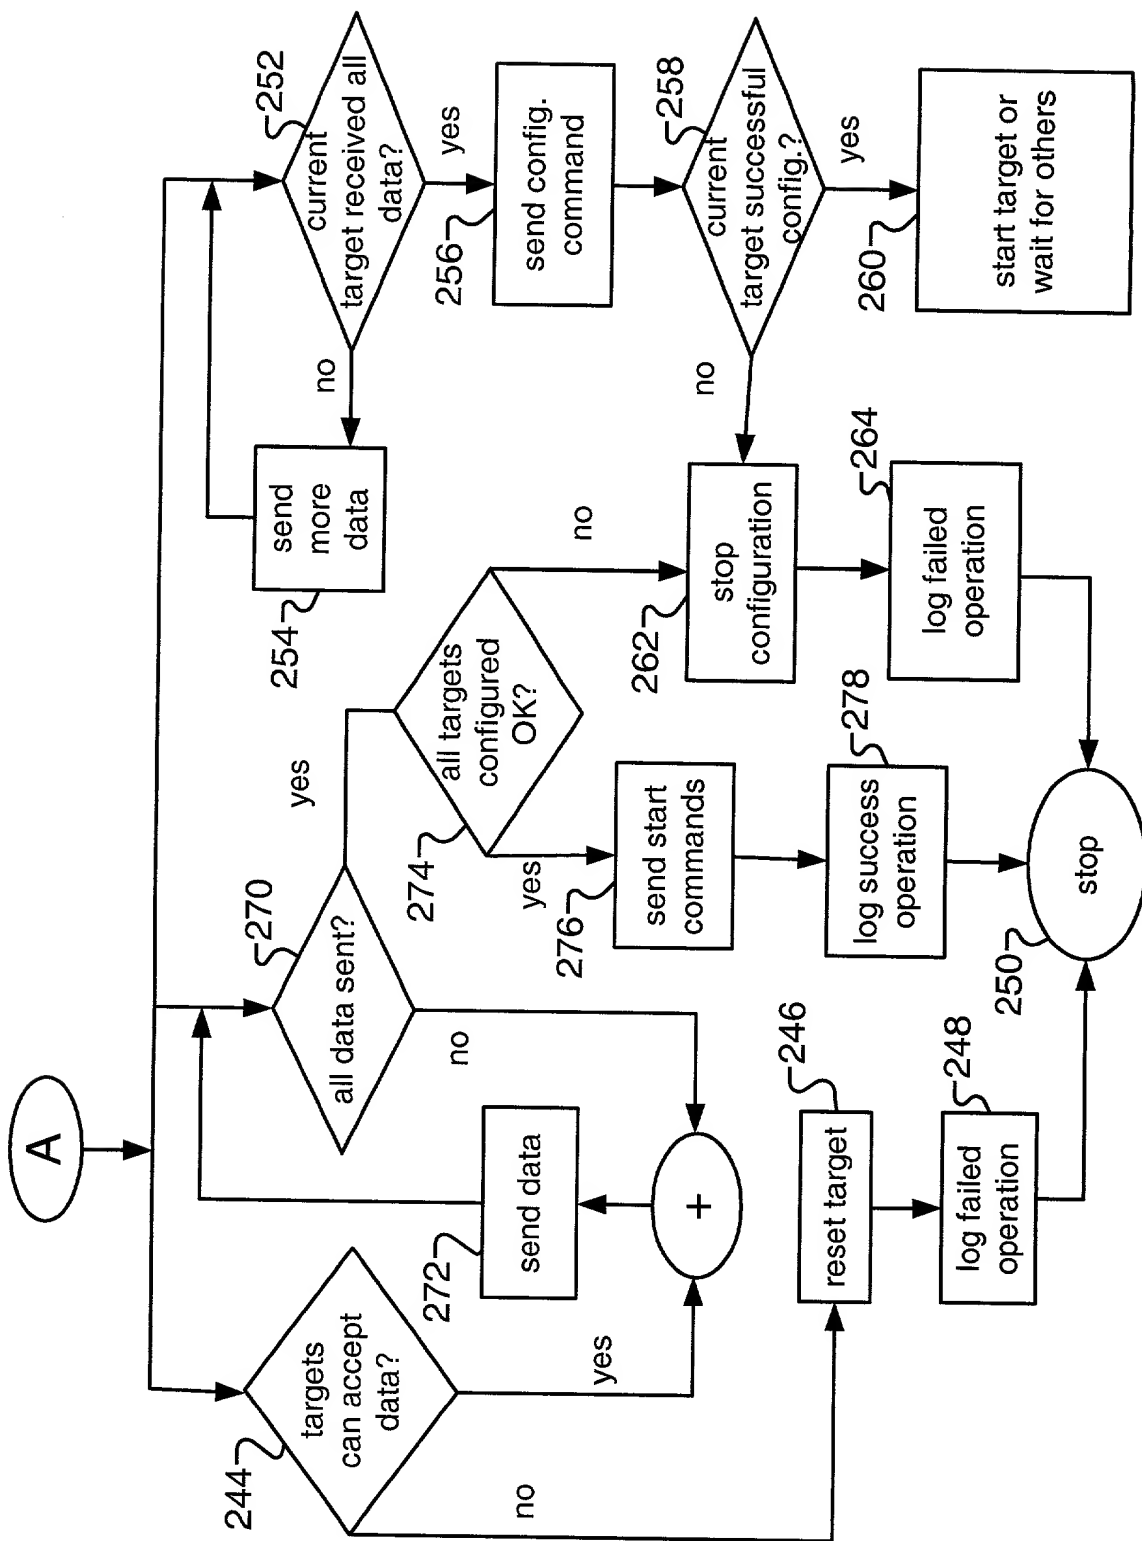 A
244
targets
can accept
data?
yes
no
270
all data sent?
yes
no
272
send data
+
246
reset target
248
log failed
operation
274
all targets
configured
OK?
yes
no
276
send start
commands
278
log success
operation
250
stop
252
current
target received all
data?
yes
no
254
send
more
data
256
send config.
command
258
current
target successful
config.?
yes
no
260
start target or
wait for others
262
stop
configuration
264
log failed
operation